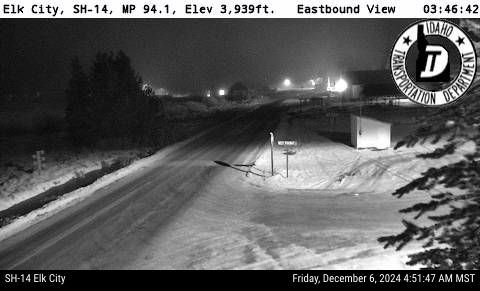 Elk City, SH-14, MP 94.1, Elev 3,939ft. Eastbound View 03:46:42
IDAHO
TRANSPORTATION DEPARTMENT
SH-14 Elk City Friday, December 6, 2024 4:51:47 AM MST